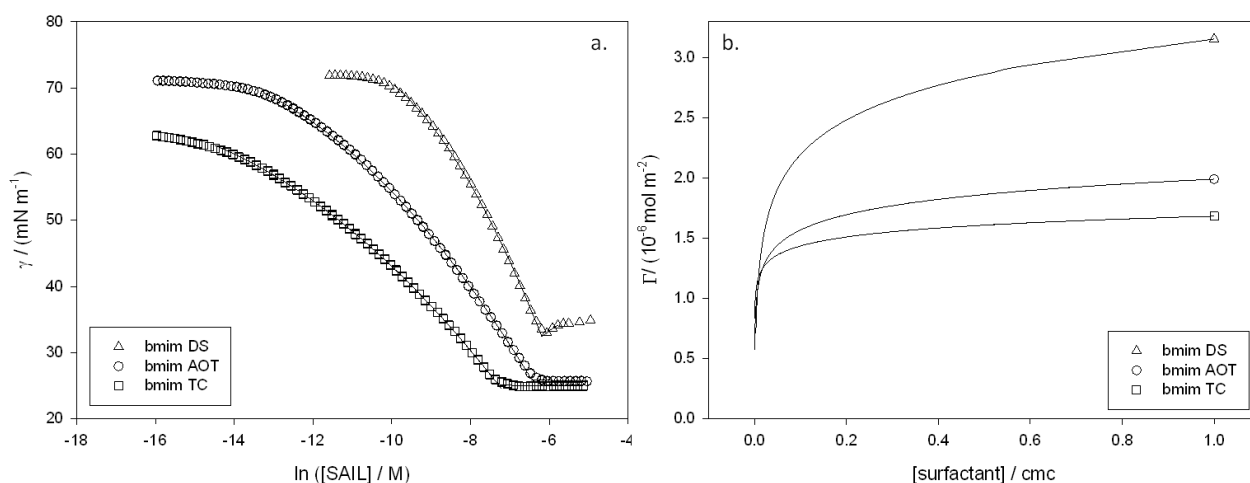 a.
80
70
60
50
40
30
20
γ / (mN m⁻¹)
bmim DS
bmim AOT
bmim TC
-18 -16 -14 -12 -10 -8 -6 -4
ln ([SAIL] / M)
b.
3.0
2.5
2.0
1.5
1.0
0.5
0.0
Γ / (10⁻⁶ mol m⁻²)
bmim DS
bmim AOT
bmim TC
0.0 0.2 0.4 0.6 0.8 1.0
[surfactant] / cmc